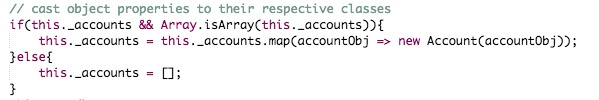 // cast object properties to their respective classes
if(this._accounts && Array.isArray(this._accounts)){
    this._accounts = this._accounts.map(accountObj => new Account(accountObj));
}else{
    this._accounts = [];
}